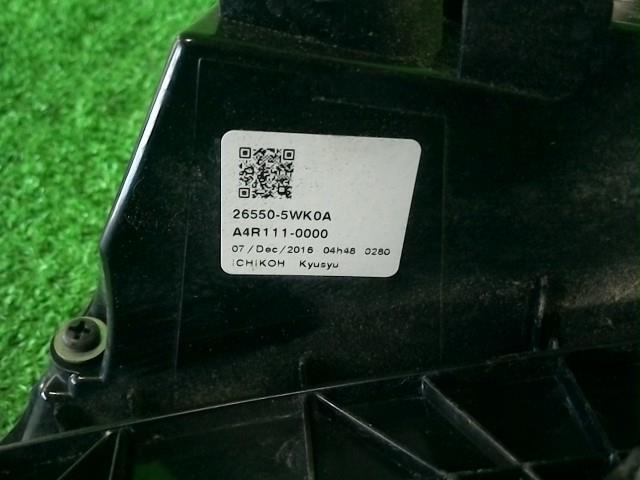 26550-5WK0A
A4R111-0000
07/Dec/2016 04h48 0280
ICHIKOH Kyusyu